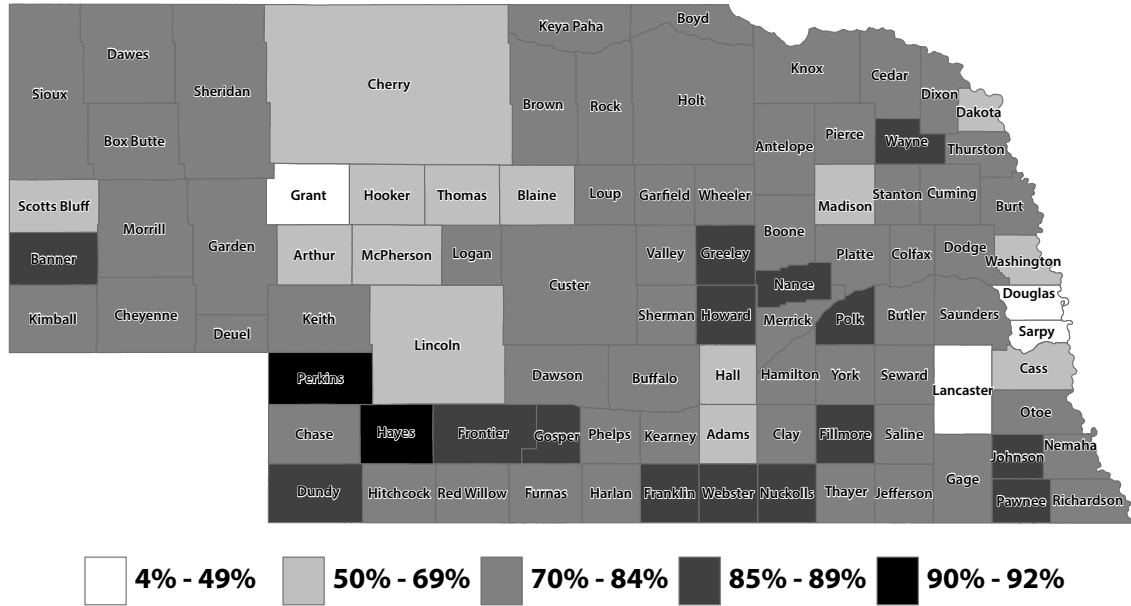 Keya Paha Boyd
Dawes Knox Cedar
Sioux Sheridan Cherry Brown Rock Holt Dixon
Dakota
Box Butte Antelope Pierce Wayne Thurston
Scotts Bluff Grant Hooker Thomas Blaine Loup Garfield Wheeler Madison Stanton Cuming Burt
Morrill Garden Boone
Banner Arthur McPherson Logan Valley Greeley Platte Colfax Dodge Washington
Custer Nance Douglas
Kimball Cheyenne Deuel Keith Sherman Howard Merrick Polk Butler Saunders
Lincoln Sarpy
Perkins Dawson Buffalo Hall Hamilton York Seward Lancaster Cass
Otoe
Chase Hayes Frontier Gosper Phelps Kearney Adams Clay Fillmore Saline
Johnson Nemaha
Dundy Hitchcock Red Willow Furnas Harlan Franklin Webster Nuckolls Thayer Jefferson Gage Pawnee Richardson
4% - 49% 50% - 69% 70% - 84% 85% - 89% 90% - 92%